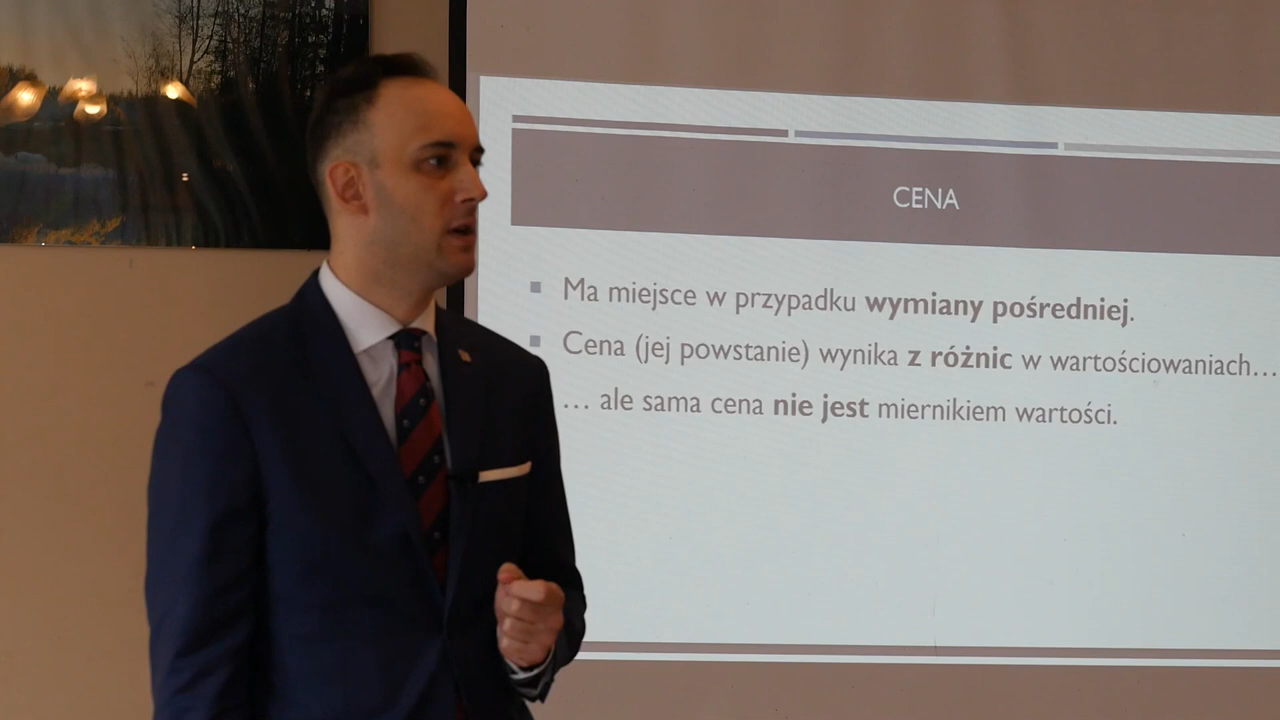 CENA
Ma miejsce w przypadku wymiany pośredniej.
Cena (jej powstanie) wynika z różnic w wartościowaniach...
... ale sama cena nie jest miernikiem wartości.